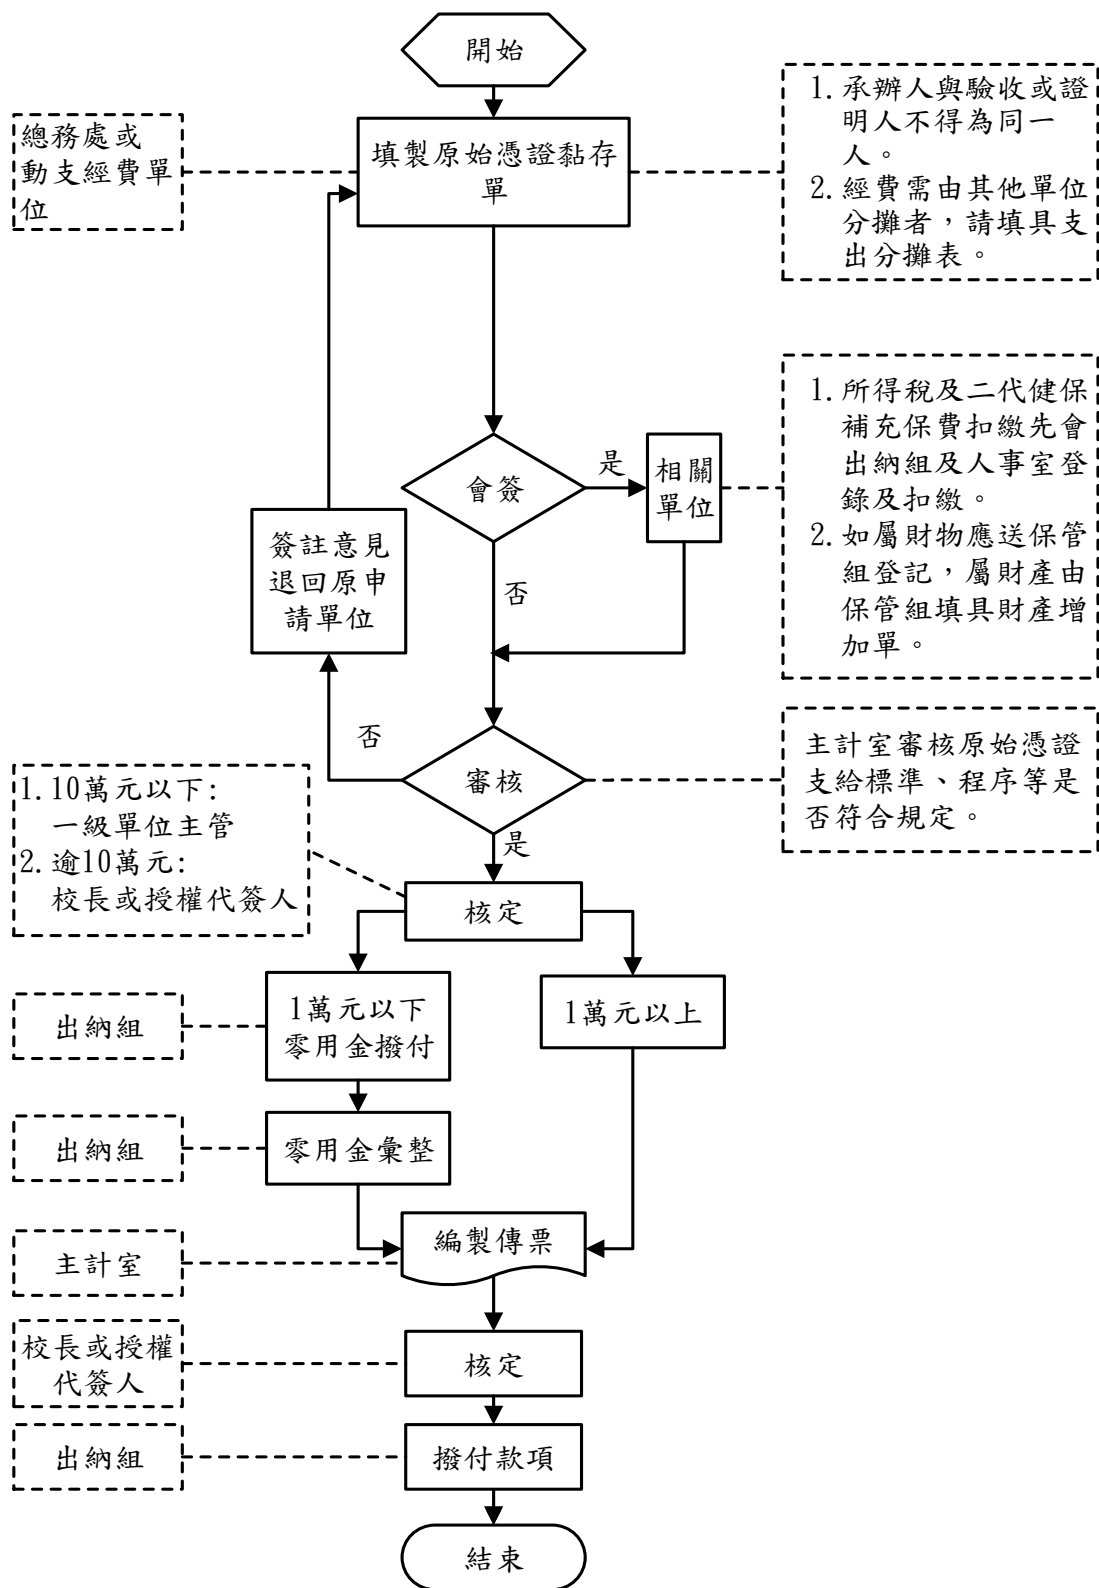 開始
總務處或
動支經費單
位
填製原始憑證黏存
單
1. 承辦人與驗收或證
明人不得為同一
人。
2. 經費需由其他單位
分攤者，請填具支
出分攤表。
會簽
是
相關
單位
1. 所得稅及二代健保
補充保費扣繳先會
出納組及人事室登
錄及扣繳。
2. 如屬財物應送保管
組登記，屬財產由
保管組填具財產增
加單。
簽註意見
退回原申
請單位
否
否
審核
主計室審核原始憑證
支給標準、程序等是
否符合規定。
是
1. 10萬元以下:
一級單位主管
2. 逾10萬元:
校長或授權代簽人
核定
出納組
1萬元以下
零用金撥付
1萬元以上
出納組
零用金彙整
主計室
編製傳票
校長或授權
代簽人
核定
出納組
撥付款項
結束